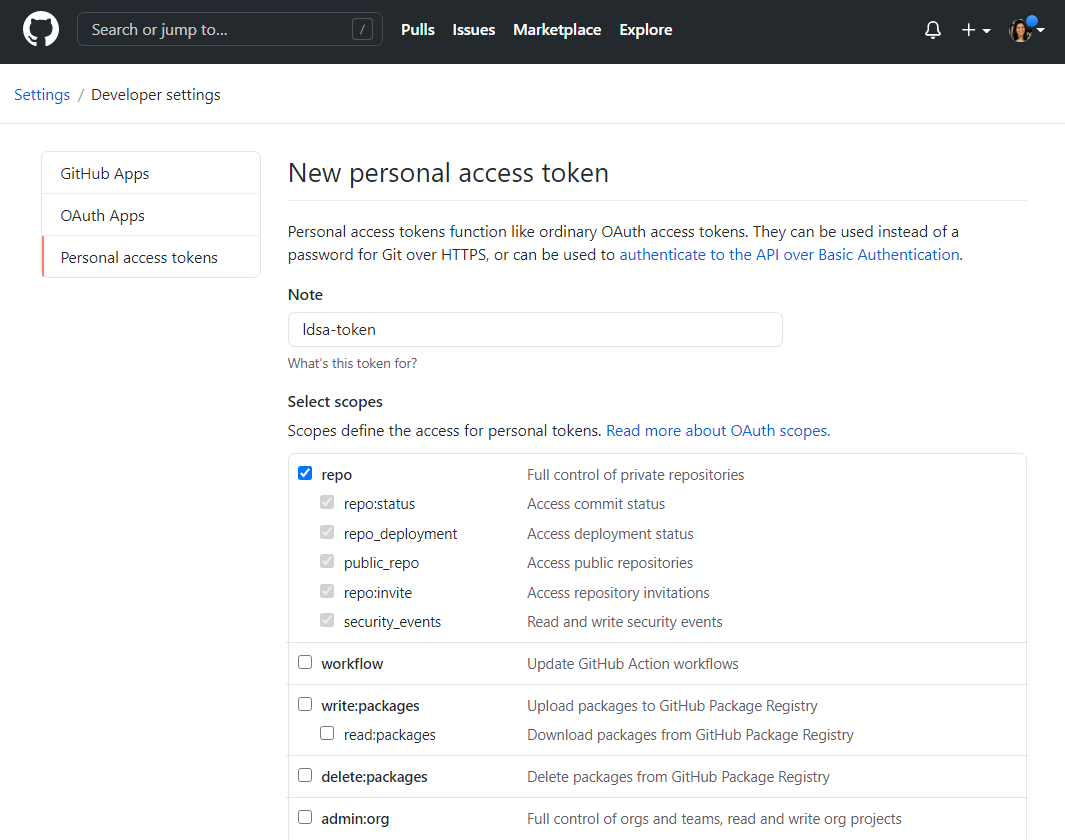 Search or jump to... / Pulls Issues Marketplace Explore
Settings / Developer settings
GitHub Apps
OAuth Apps
Personal access tokens
New personal access token
Personal access tokens function like ordinary OAuth access tokens. They can be used instead of a
password for Git over HTTPS, or can be used to authenticate to the API over Basic Authentication.
Note
ldsa-token
What's this token for?
Select scopes
Scopes define the access for personal tokens. Read more about OAuth scopes.
repo Full control of private repositories
repo:status Access commit status
repo_deployment Access deployment status
public_repo Access public repositories
repo:invite Access repository invitations
security_events Read and write security events
workflow Update GitHub Action workflows
write:packages Upload packages to GitHub Package Registry
read:packages Download packages from GitHub Package Registry
delete:packages Delete packages from GitHub Package Registry
admin:org Full control of orgs and teams, read and write org projects